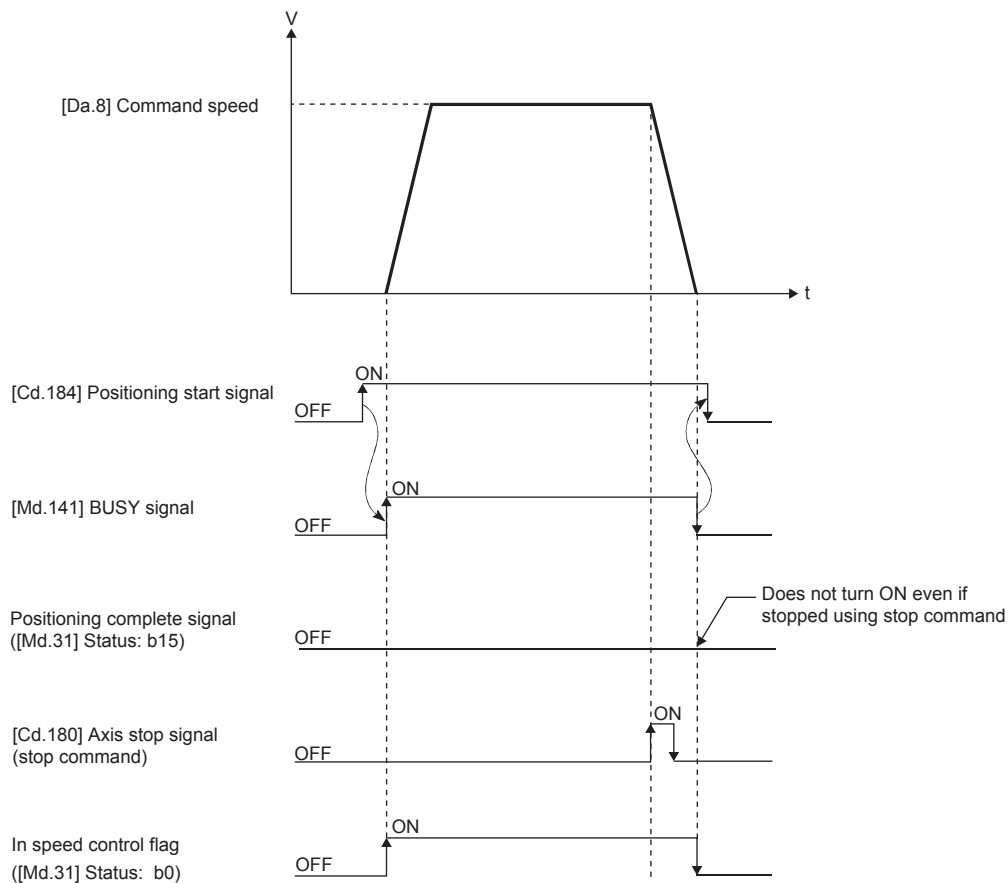 V
[Da.8] Command speed
t
ON
[Cd.184] Positioning start signal
OFF
ON
[Md.141] BUSY signal
OFF
Does not turn ON even if
stopped using stop command
Positioning complete signal
([Md.31] Status: b15)
OFF
ON
[Cd.180] Axis stop signal
(stop command)
OFF
ON
In speed control flag
([Md.31] Status: b0)
OFF